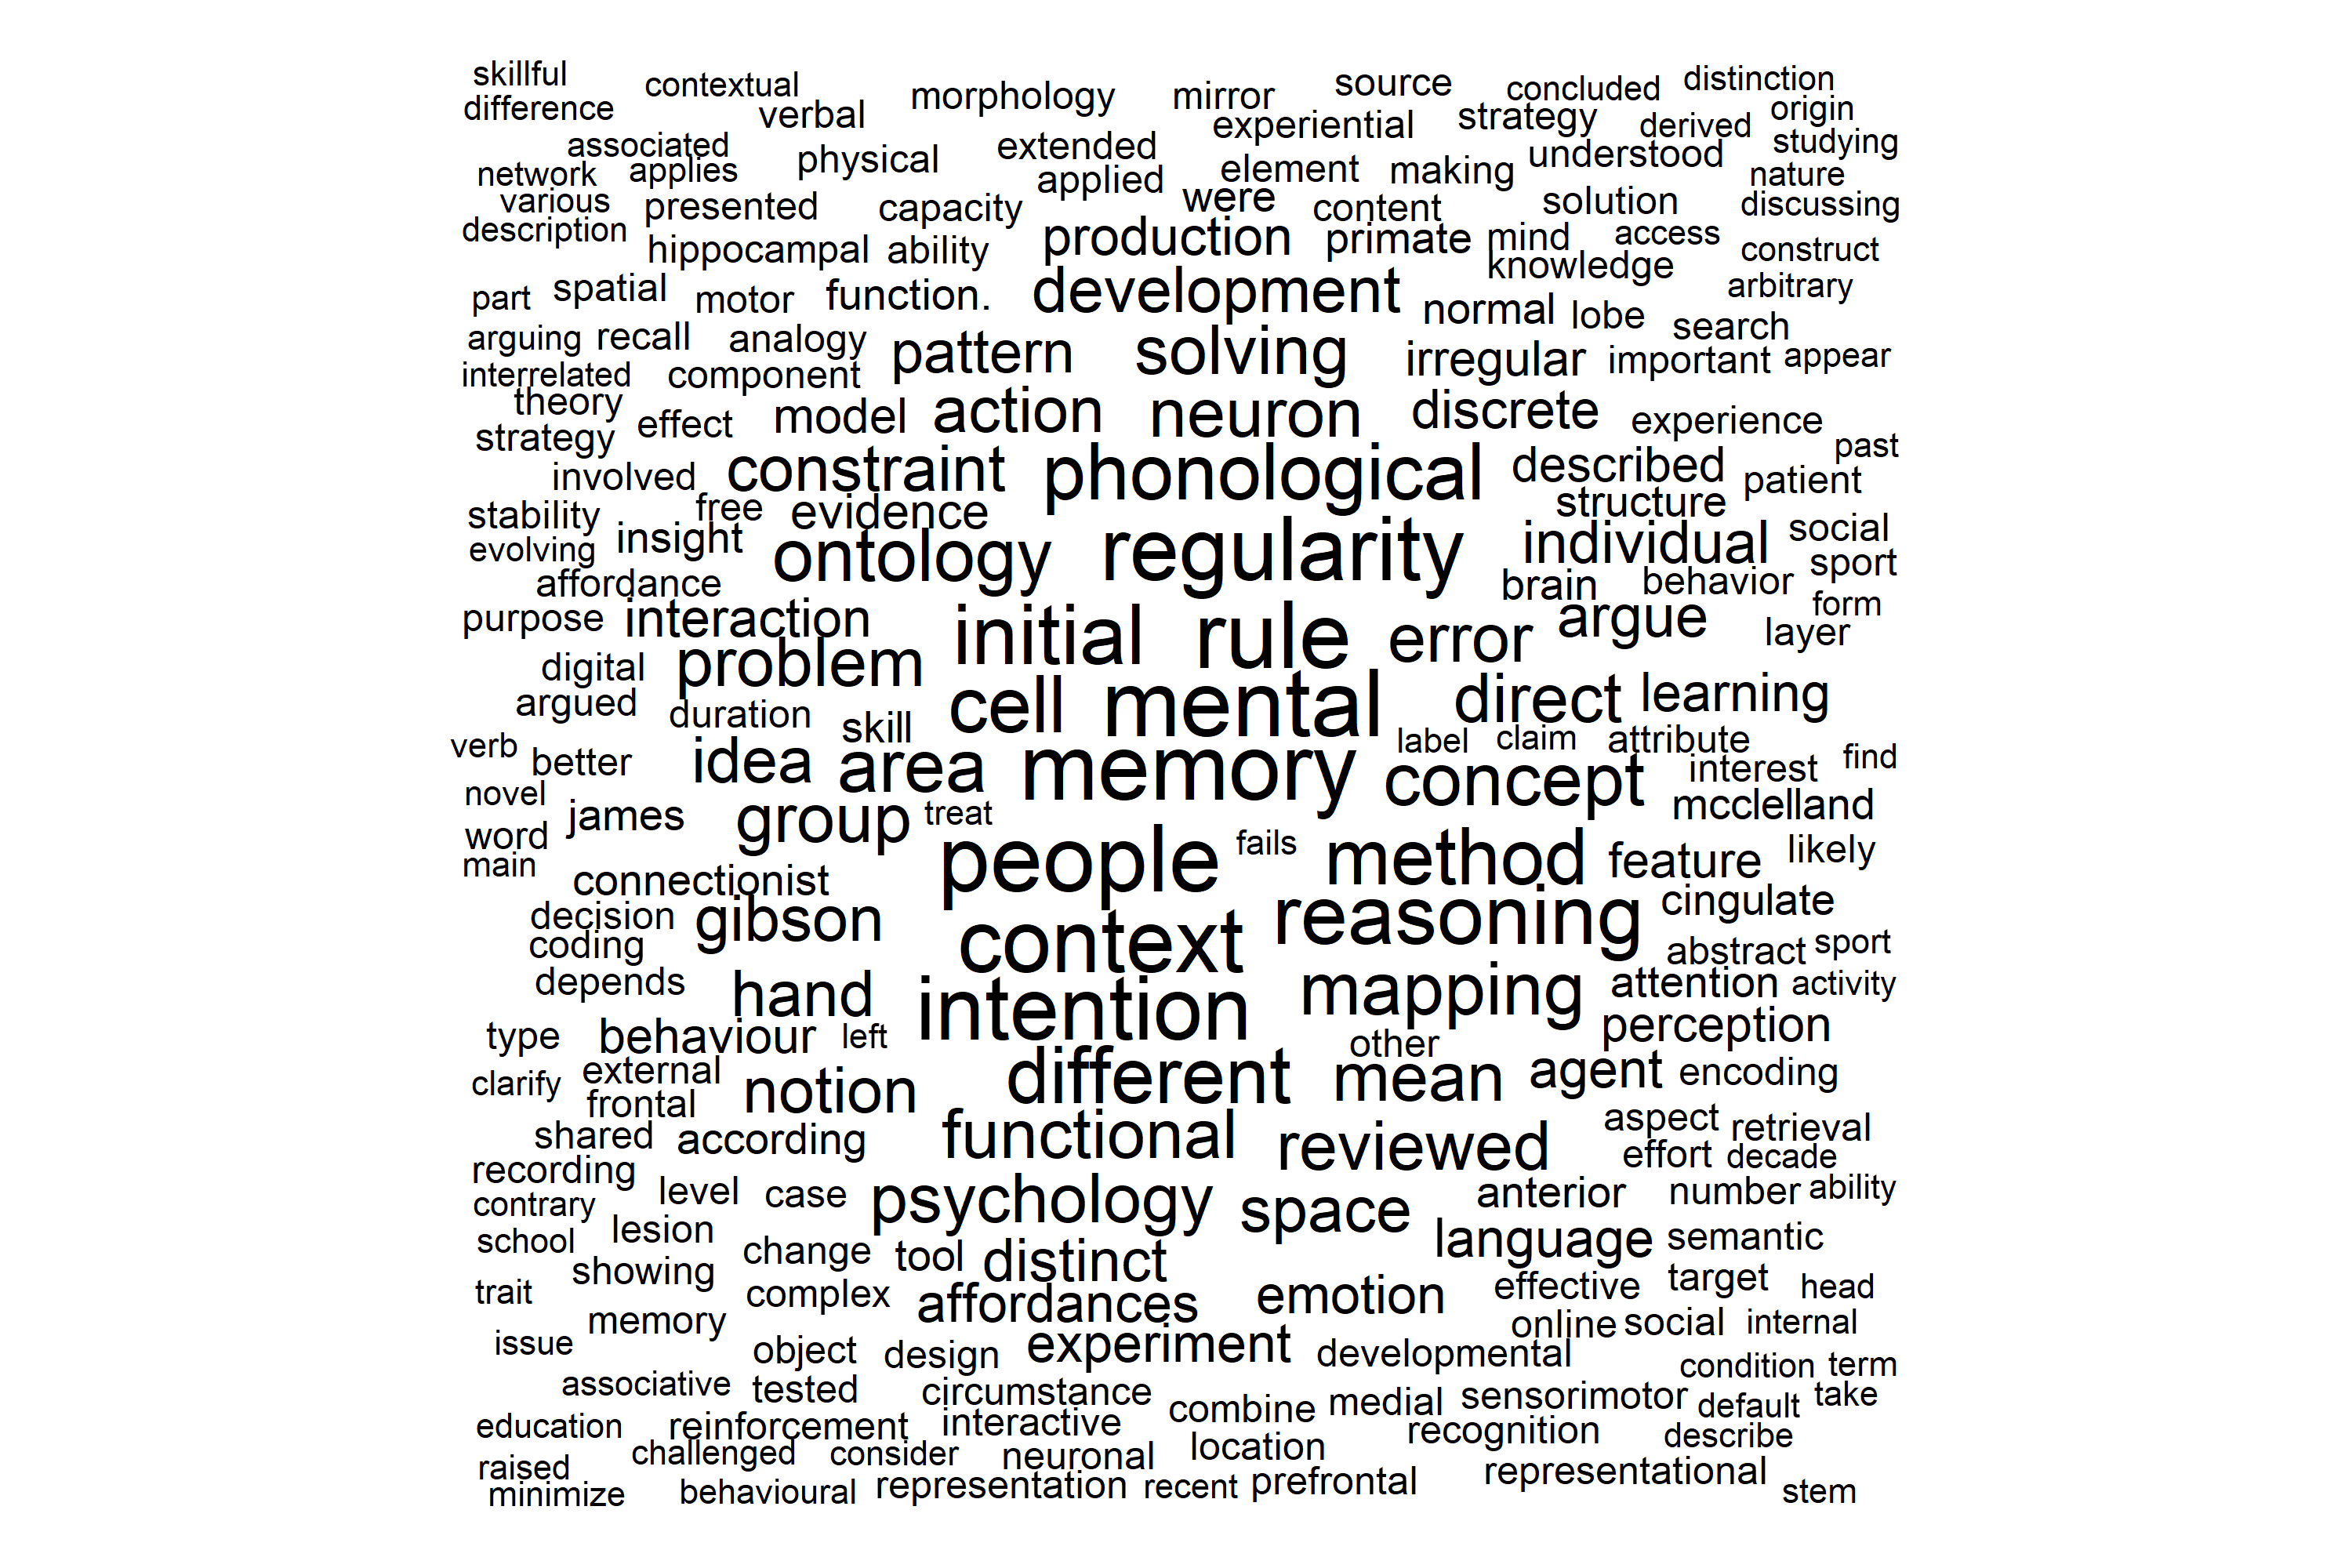 skillful contextual morphology mirror source concluded distinction
difference verbal experiential strategy derived origin
associated physical extended element making understood studying
network applies applied were nature
various presented capacity content solution discussing
description hippocampal ability production primate mind access construct
knowledge
part spatial motor function. development normal lobe arbitrary
arguing recall analogy pattern solving irregular important appear search
interrelated component
theory effect model action neuron discrete experience
strategy past
involved constraint phonological described patient
stability free evidence structure
evolving insight ontology regularity individual social
affordance brain behavior sport
purpose interaction initial rule error argue form
digital problem layer
argued duration skill cell mental direct learning
verb better idea area memory label claim attribute find
concept interest
novel james group treat mcclelland
word people fails method feature likely
main connectionist
decision gibson context reasoning cingulate
coding abstract sport
depends hand intention mapping attention activity
type behaviour left other perception
clarify external notion different mean agent encoding
frontal
shared according functional reviewed aspect retrieval
recording effort decade
contrary level case psychology space anterior number ability
school lesion change tool distinct language semantic
trait showing complex affordances emotion effective target head
issue memory object design experiment developmental online social internal
associative tested circumstance combine medial sensorimotor condition term
education reinforcement interactive location recognition default take
raised challenged consider neuronal describe
minimize behavioural representation recent prefrontal representational stem